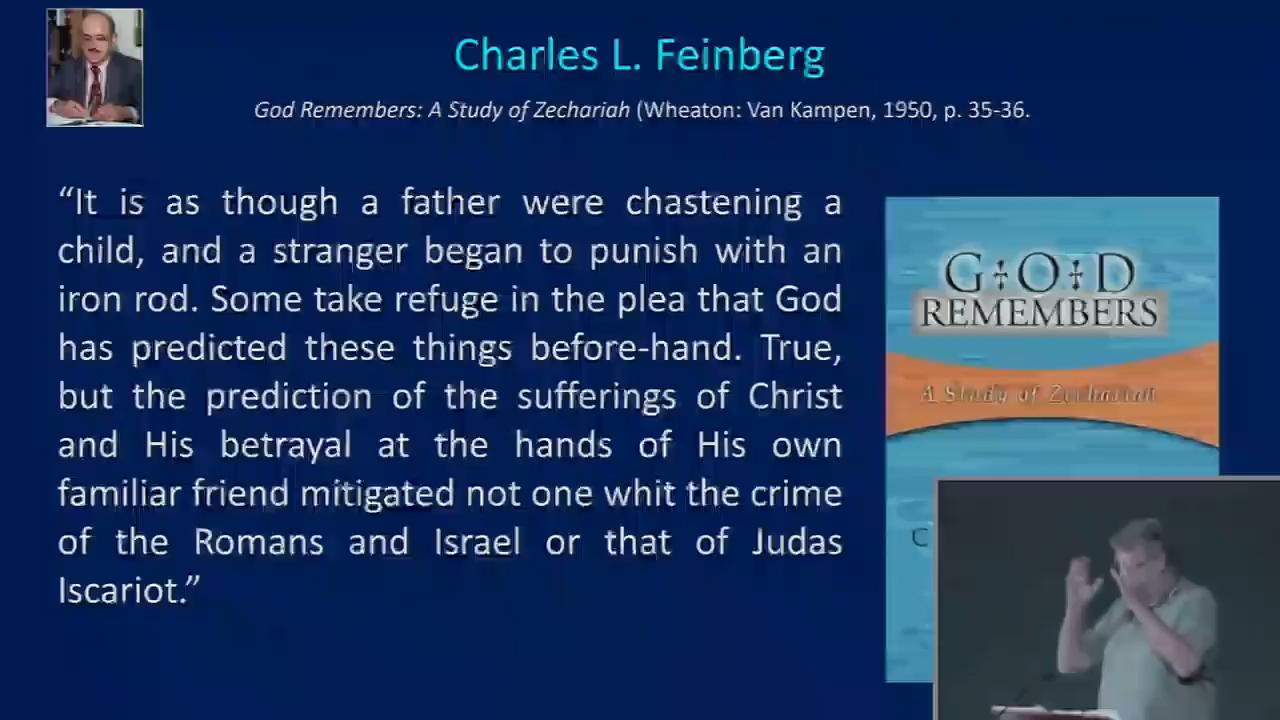 Charles L. Feinberg
God Remembers: A Study of Zechariah (Wheaton: Van Kampen, 1950, p. 35-36.
“It is as though a father were chastening a
child, and a stranger began to punish with an
iron rod. Some take refuge in the plea that God
has predicted these things before-hand. True,
but the prediction of the sufferings of Christ
and His betrayal at the hands of His own
familiar friend mitigated not one whit the crime
of the Romans and Israel or that of Judas
Iscariot.”
G‡O‡D
REMEMBERS
A Study of Zechariah
C